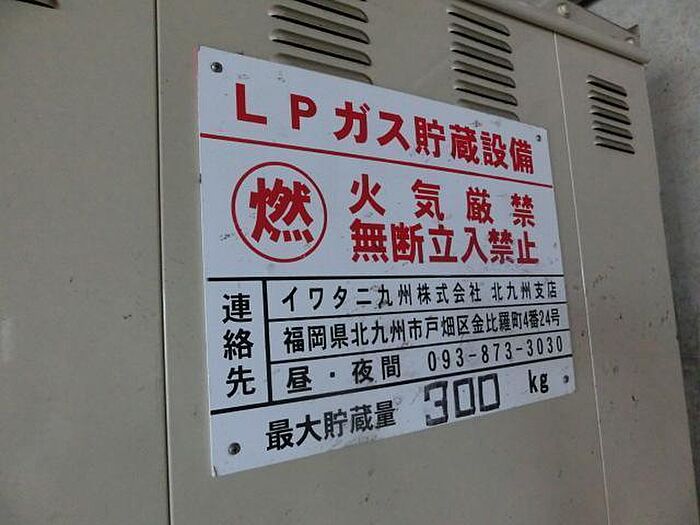 LPガス貯蔵設備
燃
火気厳禁
無断立入禁止
連絡先
イワタニ九州株式会社 北九州支店
福岡県北九州市戸畑区金比羅町4番24号
昼・夜間 093-873-3030
最大貯蔵量 300 kg